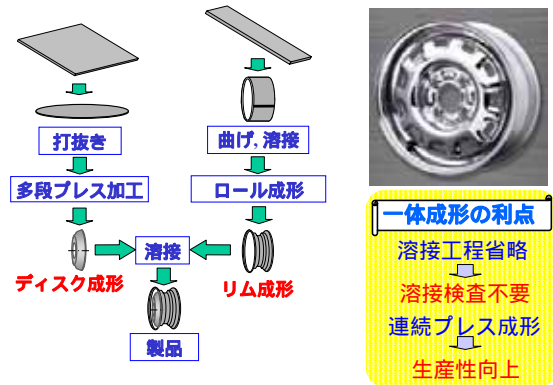 打抜き
多段プレス加工
ディスク成形
曲げ, 溶接
ロール成形
リム成形
溶接
製品
一体成形の利点
溶接工程省略
溶接検査不要
連続プレス成形
生産性向上